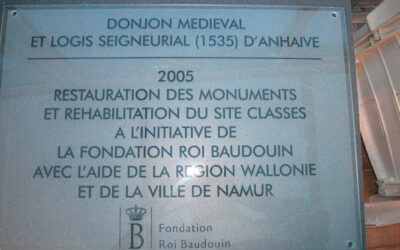 DONJON MEDIEVAL
ET LOGIS SEIGNEURIAL (1535) D'ANHAIVE
2005
RESTAURATION DES MONUMENTS
ET REHABILITATION DU SITE CLASSES
A L'INITIATIVE DE
LA FONDATION ROI BAUDOUIN
AVEC L'AIDE DE LA REGION WALLONIE
ET DE LA VILLE DE NAMUR
B
Fondation
Roi Baudouin